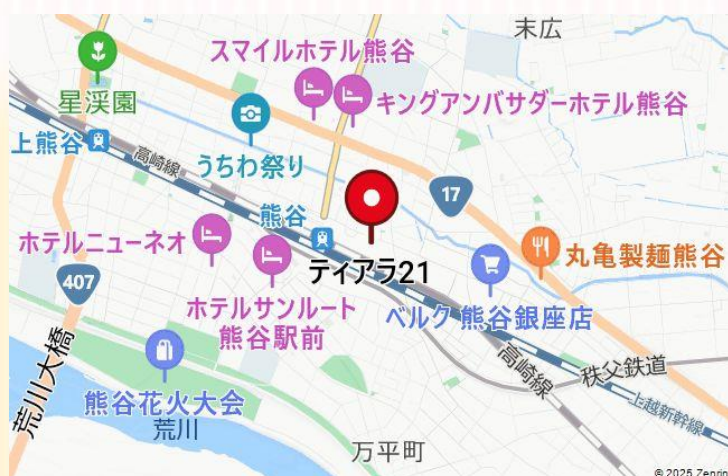 末広
スマイルホテル熊谷
キングアンバサダーホテル熊谷
星渓園
上熊谷
高崎線
うちわ祭り
17
熊谷
ホテルニューネオ
ティアラ21
丸亀製麺熊谷
407
ホテルサンルート
熊谷駅前
ベルク 熊谷銀座店
高崎線
秩父鉄道
荒川大橋
熊谷花火大会
上越新幹線
荒川
万平町
© 2025 Zenrin